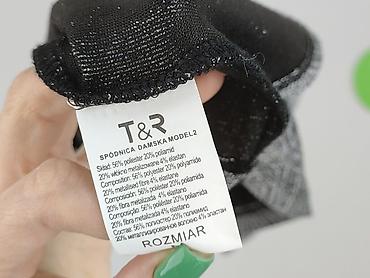 T&R
SPÓDNICA DAMSKA MODEL2
Skład: 56% poliester 20% poliamid
20% włókno metalizowane 4% elastan
Composition: 56% polyester 20% polyamide
20% metalised fibre 4% elastane
Composición: 56% poliéster 20% poliamida
20% fibra metalizada 4% elastano
Composição: 56% poliéster 20% poliamida
20% fibra metalizada 4% elastano
Состав: 56% полиэстер 20% полиамид
20% металлизированное волокно 4% эластан
ROZMIAR